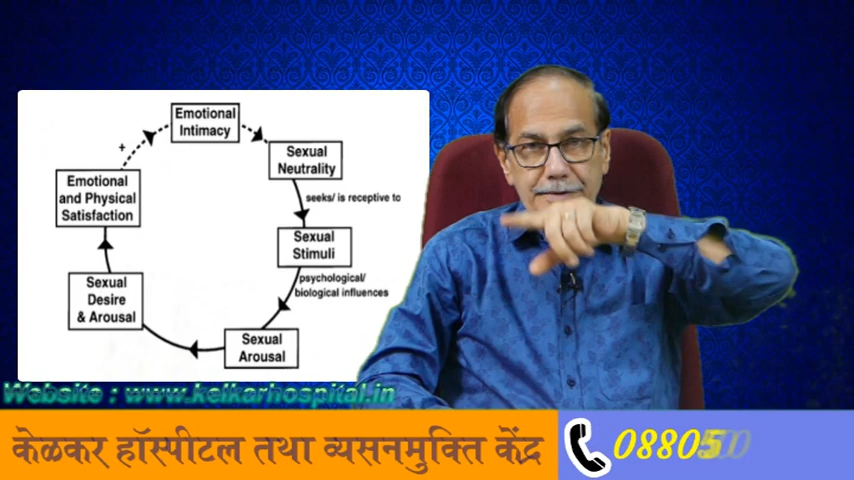 Emotional
Intimacy
+
Sexual
Neutrality
seeks/ is receptive to
Emotional
and Physical
Satisfaction
Sexual
Stimuli
psychological/
biological influences
Sexual
Desire
& Arousal
Sexual
Arousal
Website : www.kelkarhospital.in
केळकर हॉस्पीटल तथा व्यसनमुक्ति केंद्र
08805